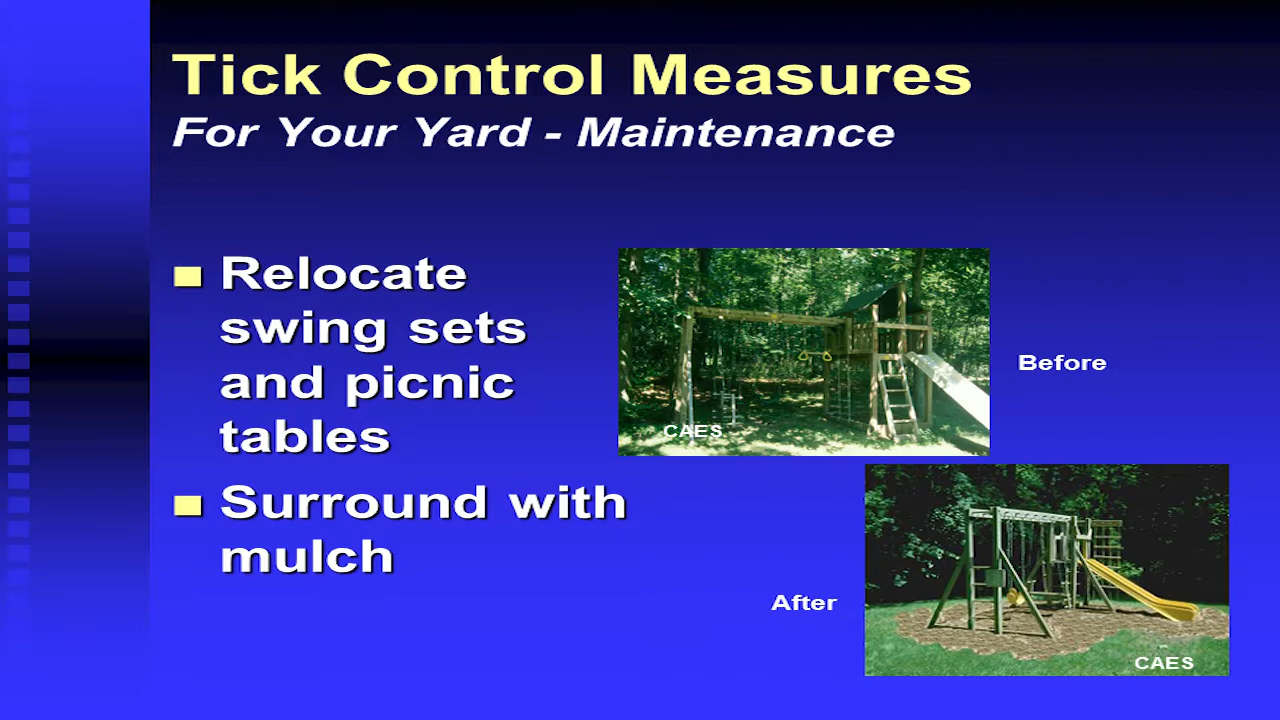 Tick Control Measures
For Your Yard - Maintenance
Relocate
swing sets
and picnic
tables
Surround with
mulch
Before
CAES
After
CAES